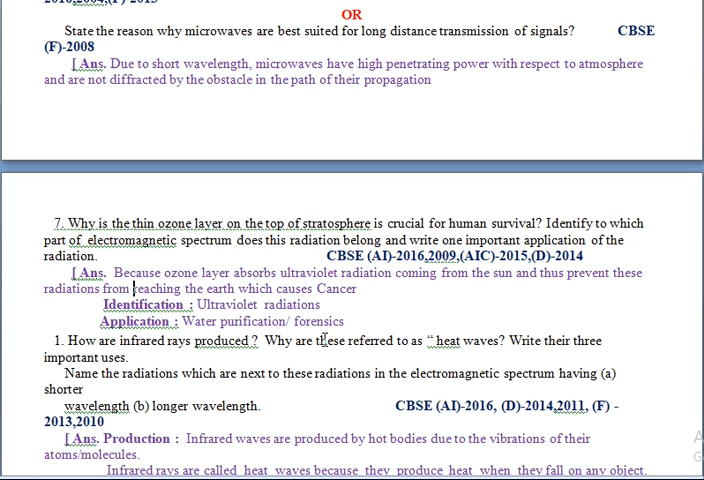 OR
State the reason why microwaves are best suited for long distance transmission of signals? CBSE
(F)-2008
[ Ans. Due to short wavelength, microwaves have high penetrating power with respect to atmosphere
and are not diffracted by the obstacle in the path of their propagation
7. Why is the thin ozone layer on the top of stratosphere is crucial for human survival? Identify to which
part of electromagnetic spectrum does this radiation belong and write one important application of the
radiation. CBSE (AI)-2016,2009,(AIC)-2015,(D)-2014
[ Ans. Because ozone layer absorbs ultraviolet radiation coming from the sun and thus prevent these
radiations from reaching the earth which causes Cancer
Identification : Ultraviolet radiations
Application : Water purification/ forensics
1. How are infrared rays produced ? Why are these referred to as “ heat waves? Write their three
important uses.
Name the radiations which are next to these radiations in the electromagnetic spectrum having (a)
shorter
wavelength (b) longer wavelength. CBSE (AI)-2016, (D)-2014,2011, (F) -
2013,2010
[ Ans. Production : Infrared waves are produced by hot bodies due to the vibrations of their
atoms/molecules.
Infrared rays are called heat waves because they produce heat when they fall on any object.